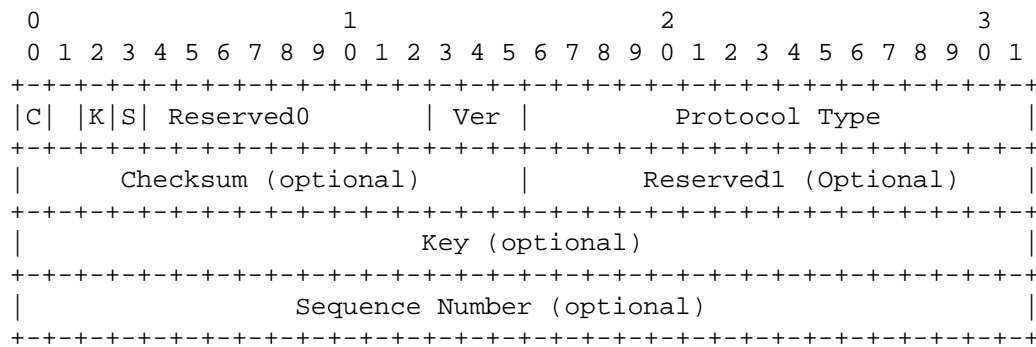 0                   1                   2                   3
 0 1 2 3 4 5 6 7 8 9 0 1 2 3 4 5 6 7 8 9 0 1 2 3 4 5 6 7 8 9 0 1
+-+-+-+-+-+-+-+-+-+-+-+-+-+-+-+-+-+-+-+-+-+-+-+-+-+-+-+-+-+-+-+-+
|C| |K|S| Reserved0       | Ver |         Protocol Type         |
+-+-+-+-+-+-+-+-+-+-+-+-+-+-+-+-+-+-+-+-+-+-+-+-+-+-+-+-+-+-+-+-+
|      Checksum (optional)      |       Reserved1 (Optional)    |
+-+-+-+-+-+-+-+-+-+-+-+-+-+-+-+-+-+-+-+-+-+-+-+-+-+-+-+-+-+-+-+-+
|                         Key (optional)                        |
+-+-+-+-+-+-+-+-+-+-+-+-+-+-+-+-+-+-+-+-+-+-+-+-+-+-+-+-+-+-+-+-+
|                 Sequence Number (optional)                    |
+-+-+-+-+-+-+-+-+-+-+-+-+-+-+-+-+-+-+-+-+-+-+-+-+-+-+-+-+-+-+-+-+